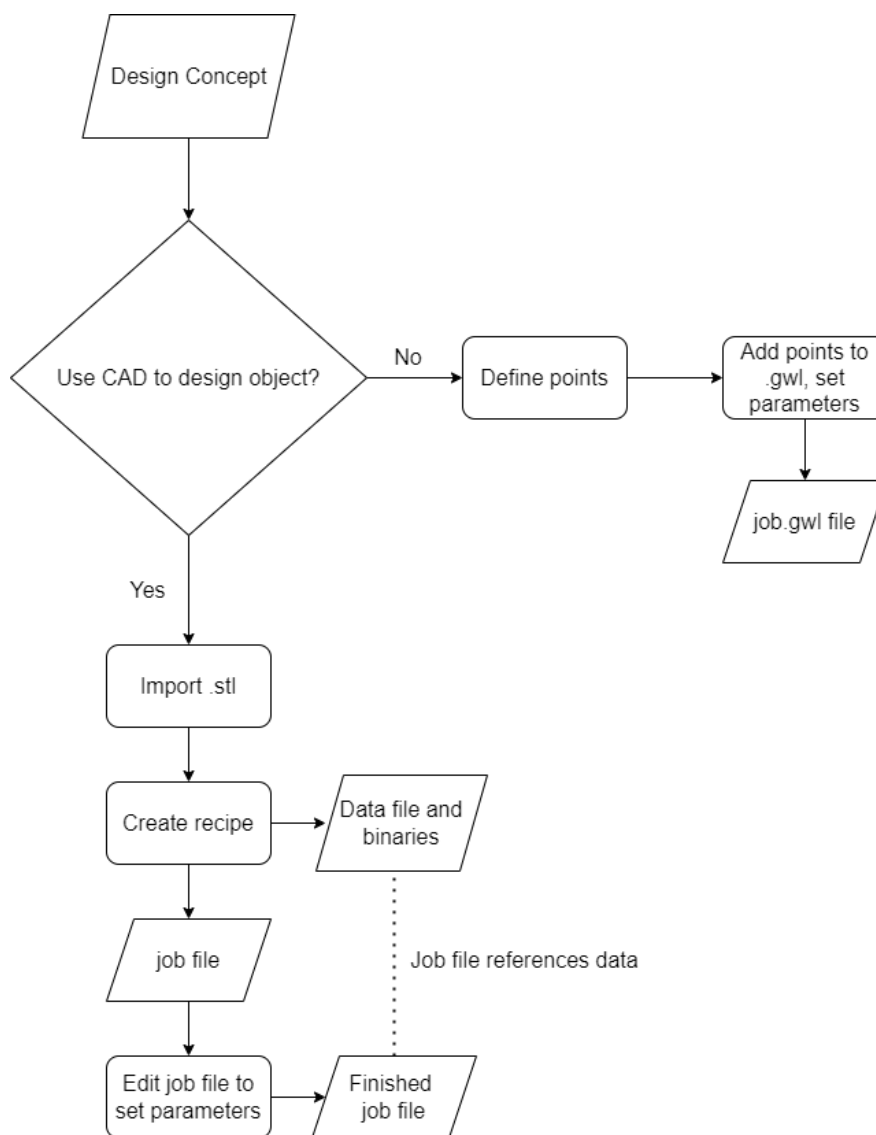 Design Concept
Use CAD to design object?
No
Define points
Add points to
.gwl, set
parameters
job.gwl file
Yes
Import .stl
Create recipe
Data file and
binaries
job file
Job file references data
Edit job file to
set parameters
Finished
job file